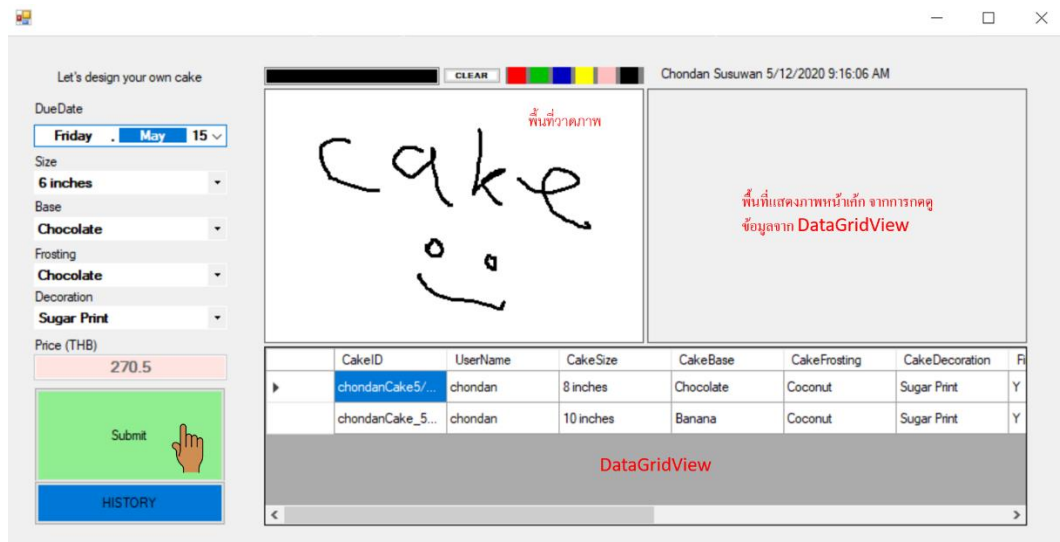 Let's design your own cake
DueDate
Friday . May 15
Size
6 inches
Base
Chocolate
Frosting
Chocolate
Decoration
Sugar Print
Price (THB)
270.5
Submit
HISTORY
CLEAR
Chondan Susuwan 5/12/2020 9:16:06 AM
พื้นที่วาดภาพ
cake
พื้นที่แสดงภาพหน้าเค้ก จากการกดดู
ข้อมูลจาก DataGridView
CakeID UserName CakeSize CakeBase CakeFrosting CakeDecoration Fi
chondanCake5/... chondan 8 inches Chocolate Coconut Sugar Print Y
chondanCake_5... chondan 10 inches Banana Coconut Sugar Print Y
DataGridView